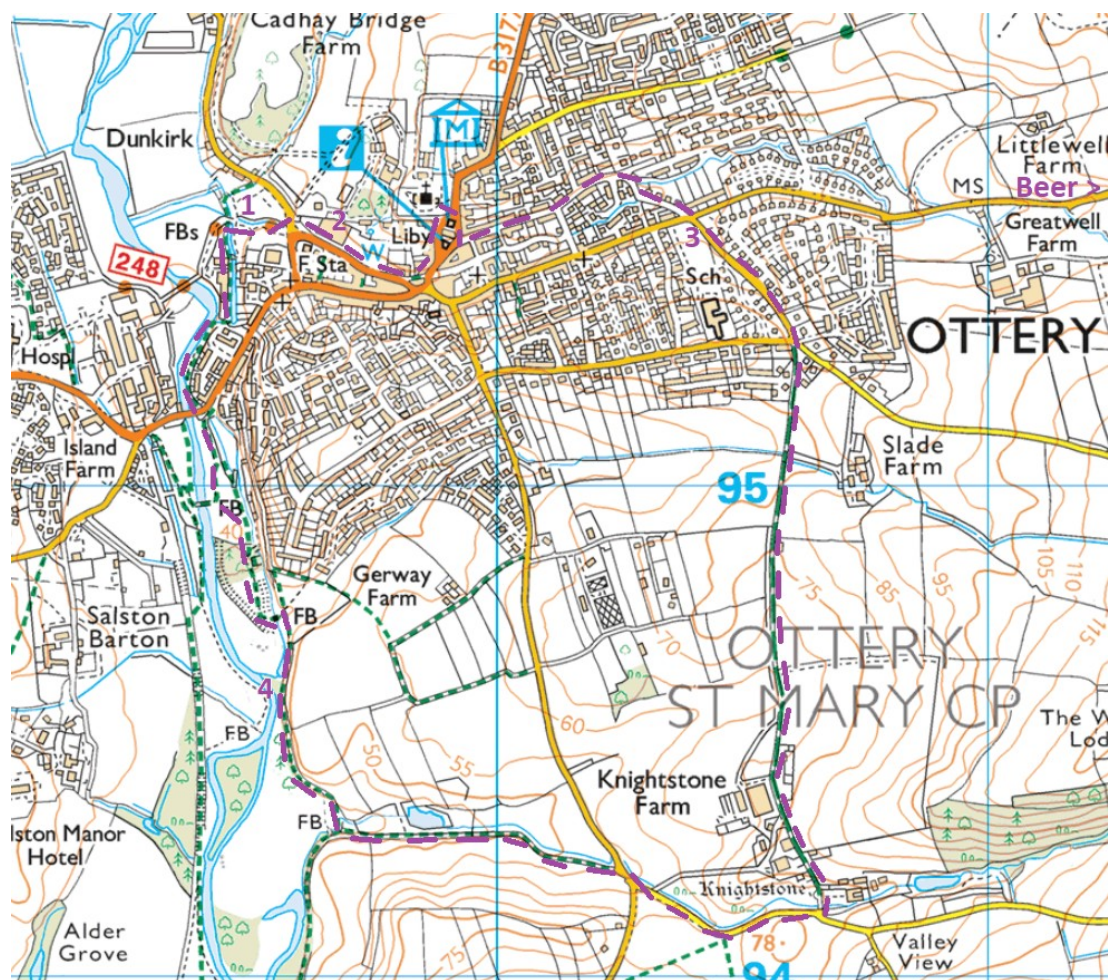 Cadhay Bridge
Farm
B317
Dunkirk
M
Littlewell
Farm
MS
Beer >
1
2
FBs
Liby
W
Greatwell
Farm
248
F Sta
3
Sch
OTTERY
Hospl
Island
Farm
Slade
Farm
95
FB
40
Gerway
Farm
105
110
Salston
Barton
FB
75
85
95
115
OTTERY
ST MARY CP
70
4
60
The W
Lod
FB
50
55
Knightstone
Farm
FB
lston Manor
Hotel
Knightstone
Alder
Grove
75
78
94
Valley
View